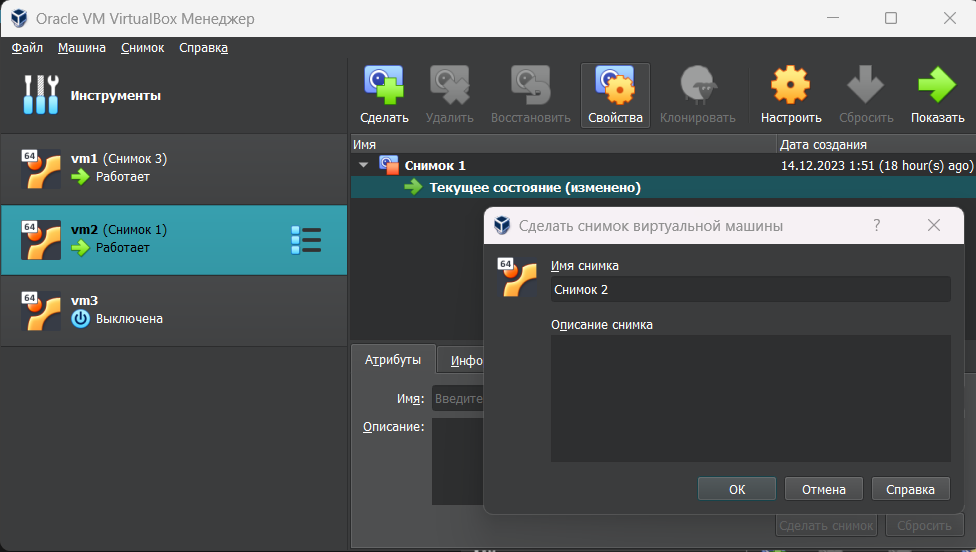 Oracle VM VirtualBox Менеджер
Файл Машина Снимок Справка
Инструменты
64
vm1 (Снимок 3)
Работает
64
vm2 (Снимок 1)
Работает
64
vm3
Выключена
Сделать Удалить Восстановить Свойства Клонировать Настроить Сбросить Показать
Имя Дата создания
Снимок 1 14.12.2023 1:51 (18 hour(s) ago)
Текущее состояние (изменено)
Атрибуты Инфо
Имя: Введите
Описание:
Сделать снимок виртуальной машины ?
64
Имя снимка
Снимок 2
Описание снимка
OK Отмена Справка
Сделать снимок Сбросить